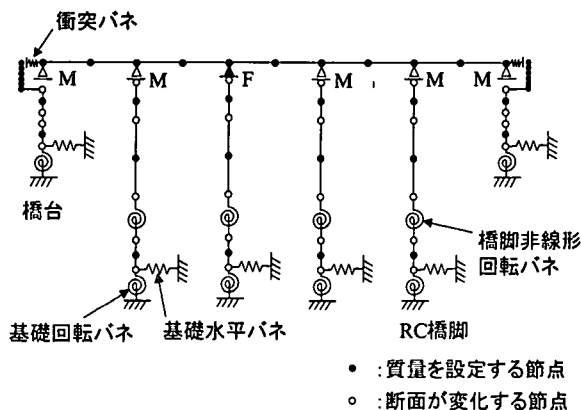 衝突バネ
M
M
F
M
M
M
橋台
橋脚非線形
回転バネ
基礎回転バネ
基礎水平バネ
RC橋脚
● :質量を設定する節点
○ :断面が変化する節点